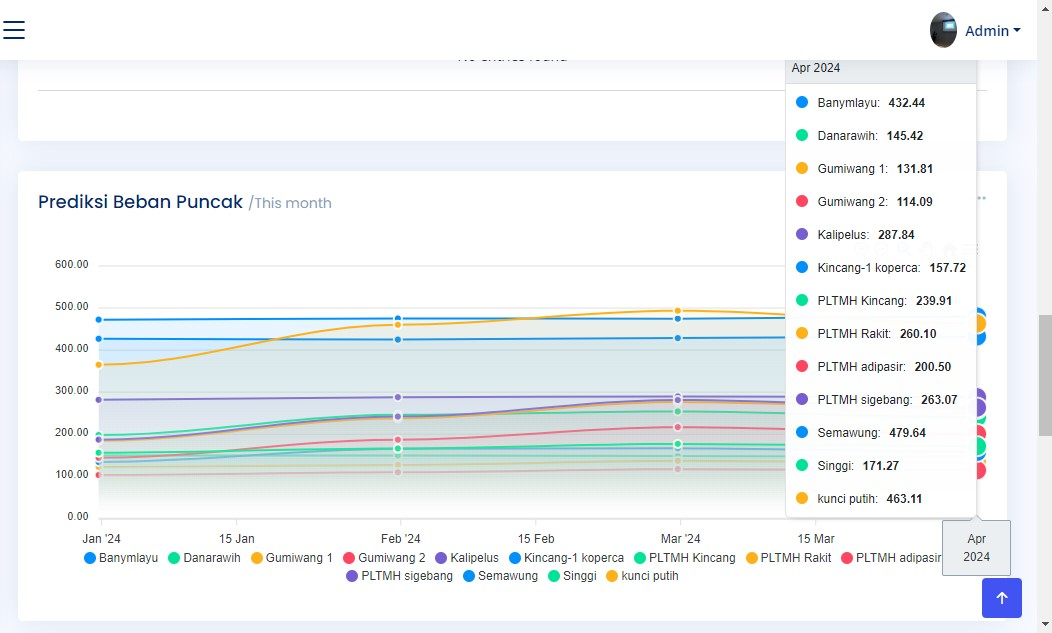 Admin
No entries found
Apr 2024
Banymlayu: 432.44
Danarawih: 145.42
Gumiwang 1: 131.81
Gumiwang 2: 114.09
Kalipelus: 287.84
Kincang-1 koperca: 157.72
PLTMH Kincang: 239.91
PLTMH Rakit: 260.10
PLTMH adipasir: 200.50
PLTMH sigebang: 263.07
Semawung: 479.64
Singgi: 171.27
kunci putih: 463.11
Prediksi Beban Puncak /This month
600.00
500.00
400.00
300.00
200.00
100.00
0.00
Jan '24 15 Jan Feb '24 15 Feb Mar '24 15 Mar
Apr
2024
Banymlayu Danarawih Gumiwang 1 Gumiwang 2 Kalipelus Kincang-1 koperca PLTMH Kincang PLTMH Rakit PLTMH adipasir
PLTMH sigebang Semawung Singgi kunci putih